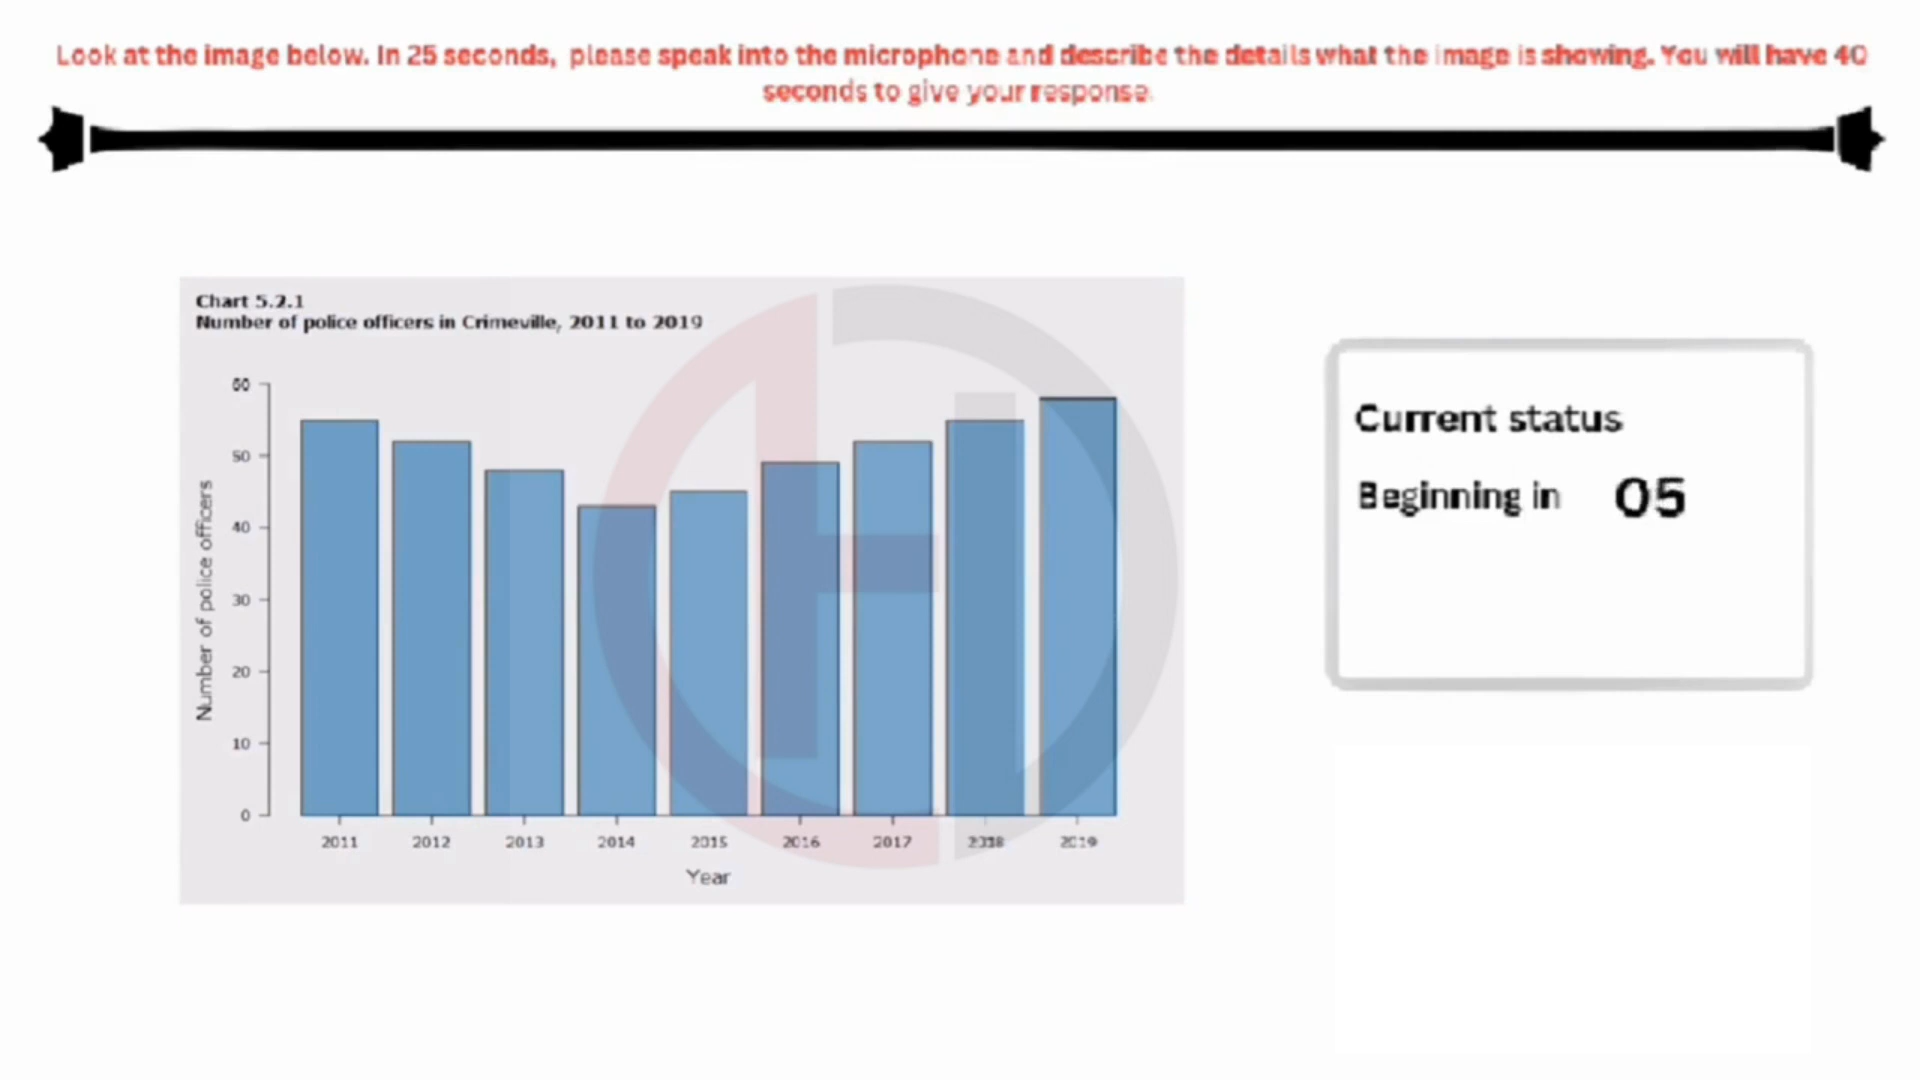 Look at the image below. In 25 seconds, please speak into the microphone and describe the details what the image is showing. You will have 40
seconds to give your response.
Chart 5.2.1
Number of police officers in Crimeville, 2011 to 2019
60
50
40
30
20
10
0
Number of police officers
2011 2012 2013 2014 2015 2016 2017 2018 2019
Year
Current status
Beginning in 05